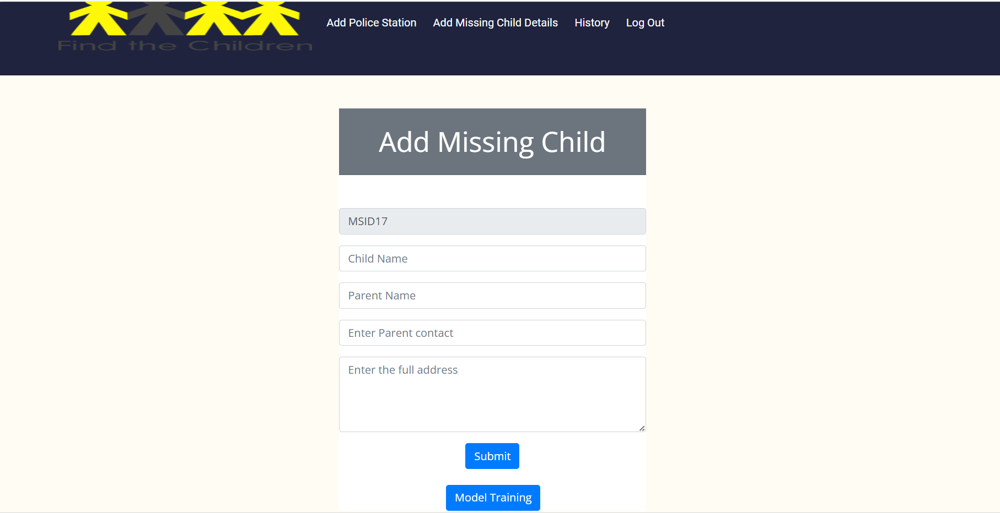 Add Police Station Add Missing Child Details History Log Out
Find the Children
Add Missing Child
MSID17
Child Name
Parent Name
Enter Parent contact
Enter the full address
Submit
Model Training